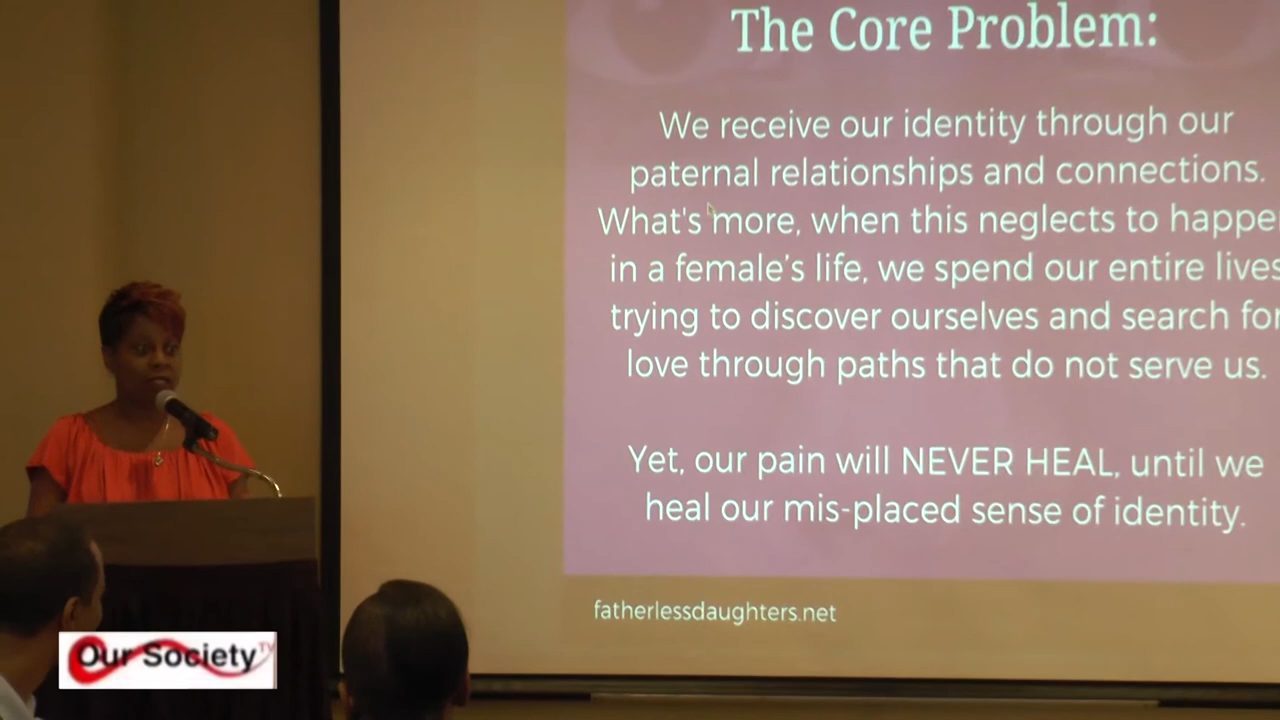 The Core Problem:
We receive our identity through our
paternal relationships and connections.
What's more, when this neglects to happe
in a female's life, we spend our entire lives
trying to discover ourselves and search for
love through paths that do not serve us.
Yet, our pain will NEVER HEAL, until we
heal our mis-placed sense of identity.
fatherlessdaughters.net
Our Society TV